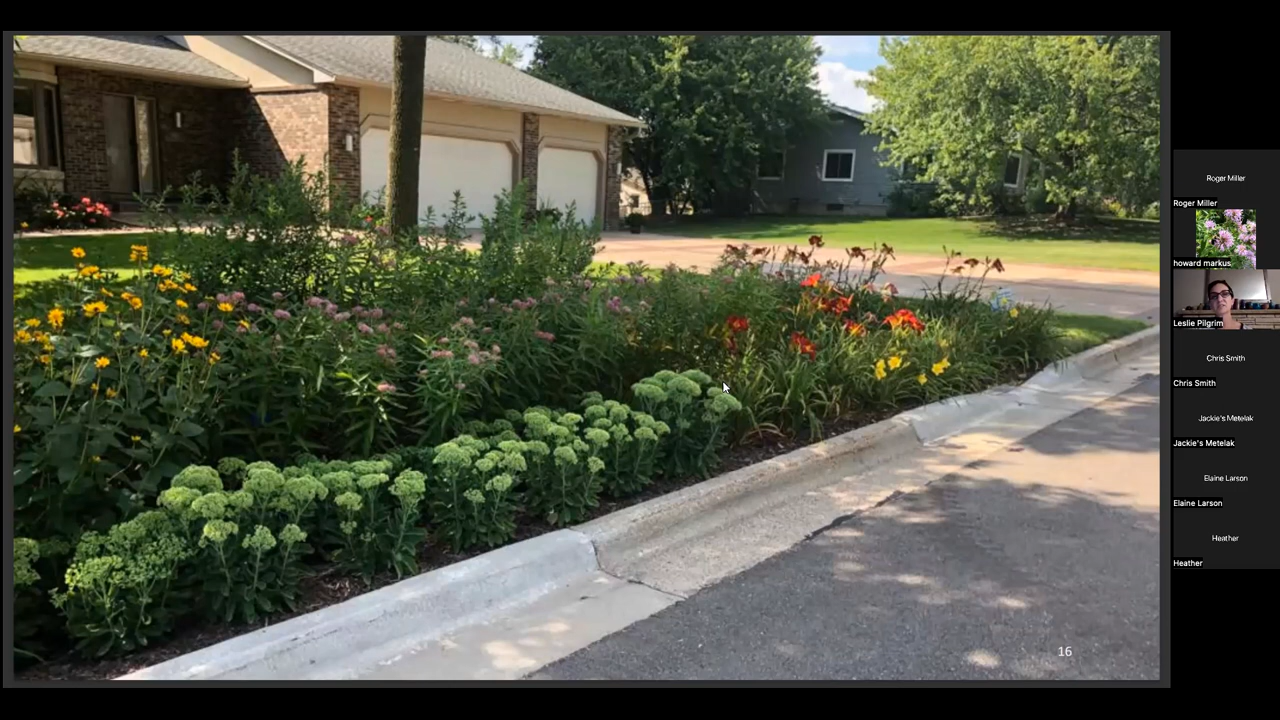 16
Roger Miller
Roger Miller
howard markus
Leslie Pilgrim
Chris Smith
Chris Smith
Jackie's Metelak
Jackie's Metelak
Elaine Larson
Elaine Larson
Heather
Heather